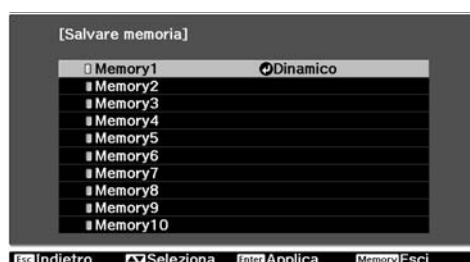 [Salvare memoria]
Memory1 Dinamico
Memory2
Memory3
Memory4
Memory5
Memory6
Memory7
Memory8
Memory9
Memory10
Esc Indietro Seleziona Enter Applica Memory Esci